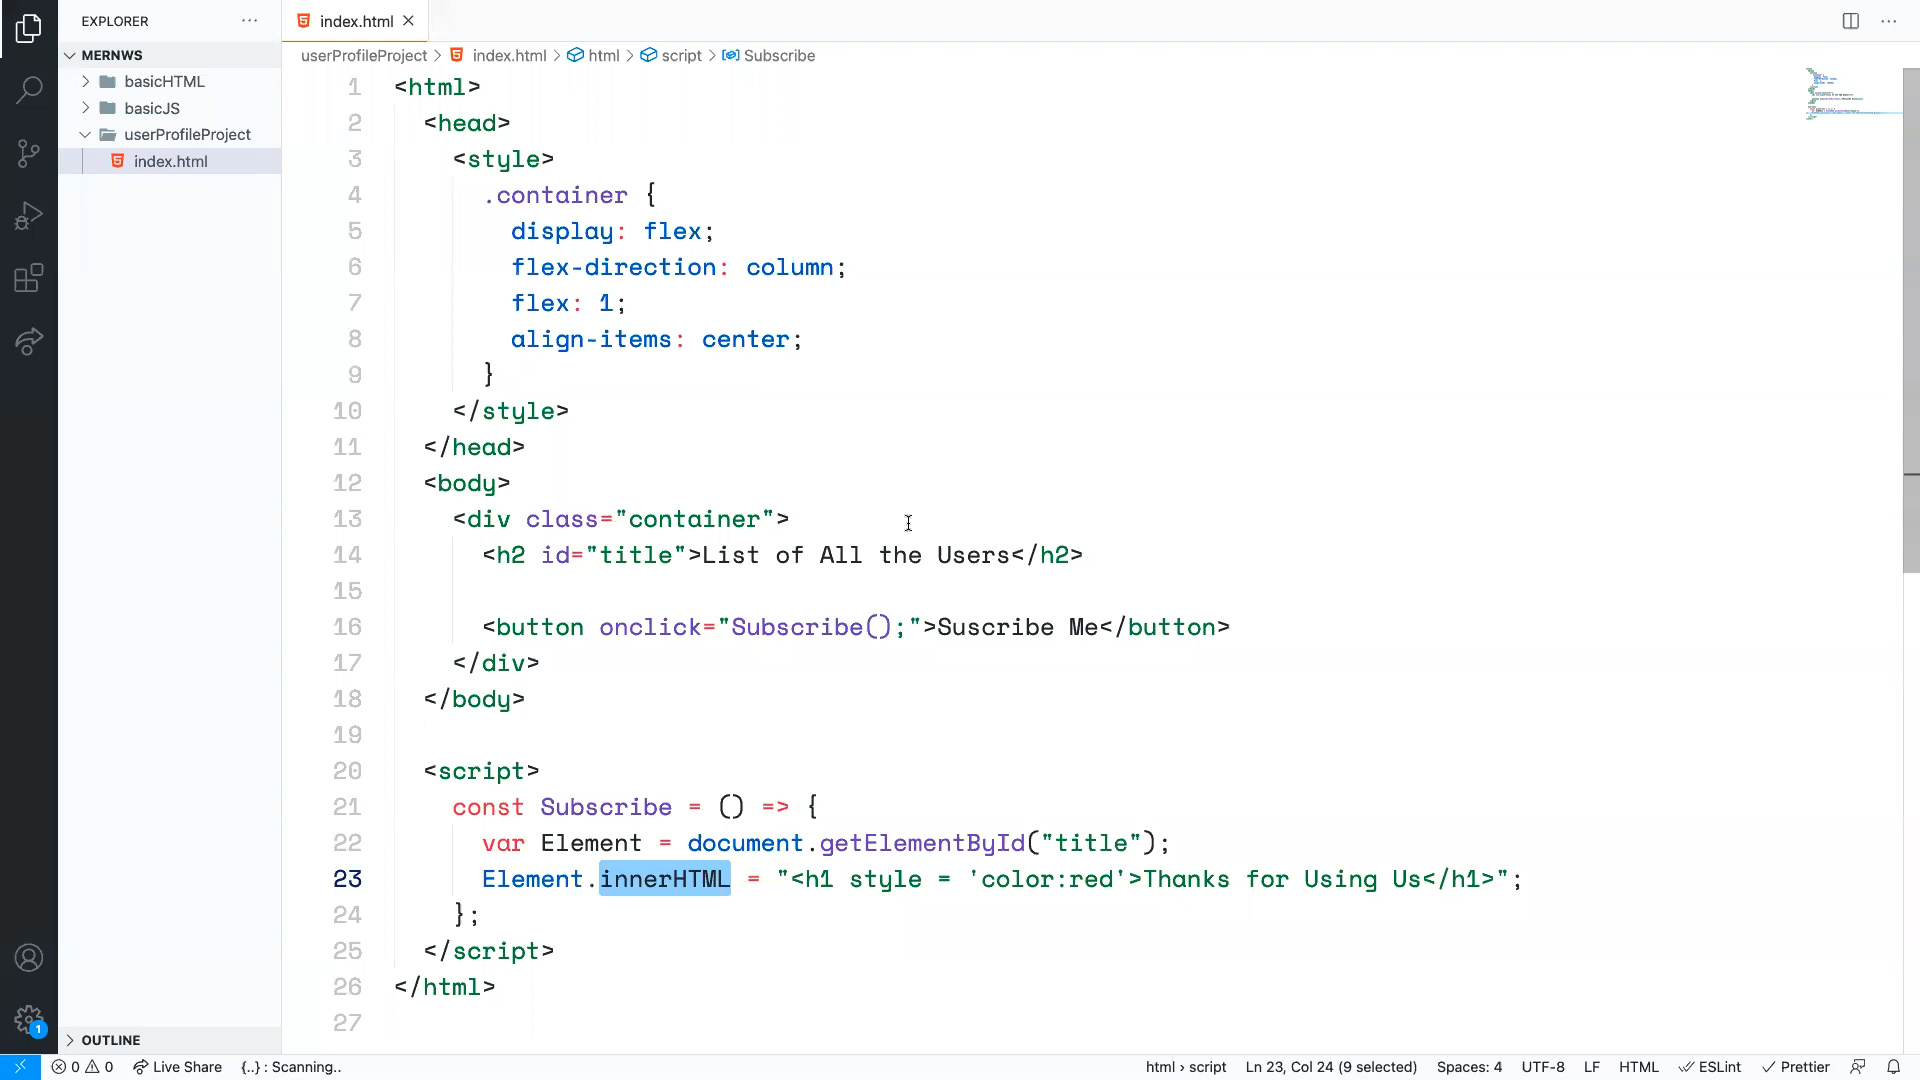 EXPLORER
MERNWS
basicHTML
basicJS
userProfileProject
index.html
OUTLINE
index.html
userProfileProject > index.html > html > script > Subscribe
1 <html>
2 <head>
3 <style>
4 .container {
5 display: flex;
6 flex-direction: column;
7 flex: 1;
8 align-items: center;
9 }
10 </style>
11 </head>
12 <body>
13 <div class="container">
14 <h2 id="title">List of All the Users</h2>
15
16 <button onclick="Subscribe();">Suscribe Me</button>
17 </div>
18 </body>
19
20 <script>
21 const Subscribe = () => {
22 var Element = document.getElementById("title");
23 Element.innerHTML = "<h1 style = 'color:red'>Thanks for Using Us</h1>";
24 };
25 </script>
26 </html>
27
1
0 0 Live Share {..} : Scanning.. html › script Ln 23, Col 24 (9 selected) Spaces: 4 UTF-8 LF HTML ESLint Prettier